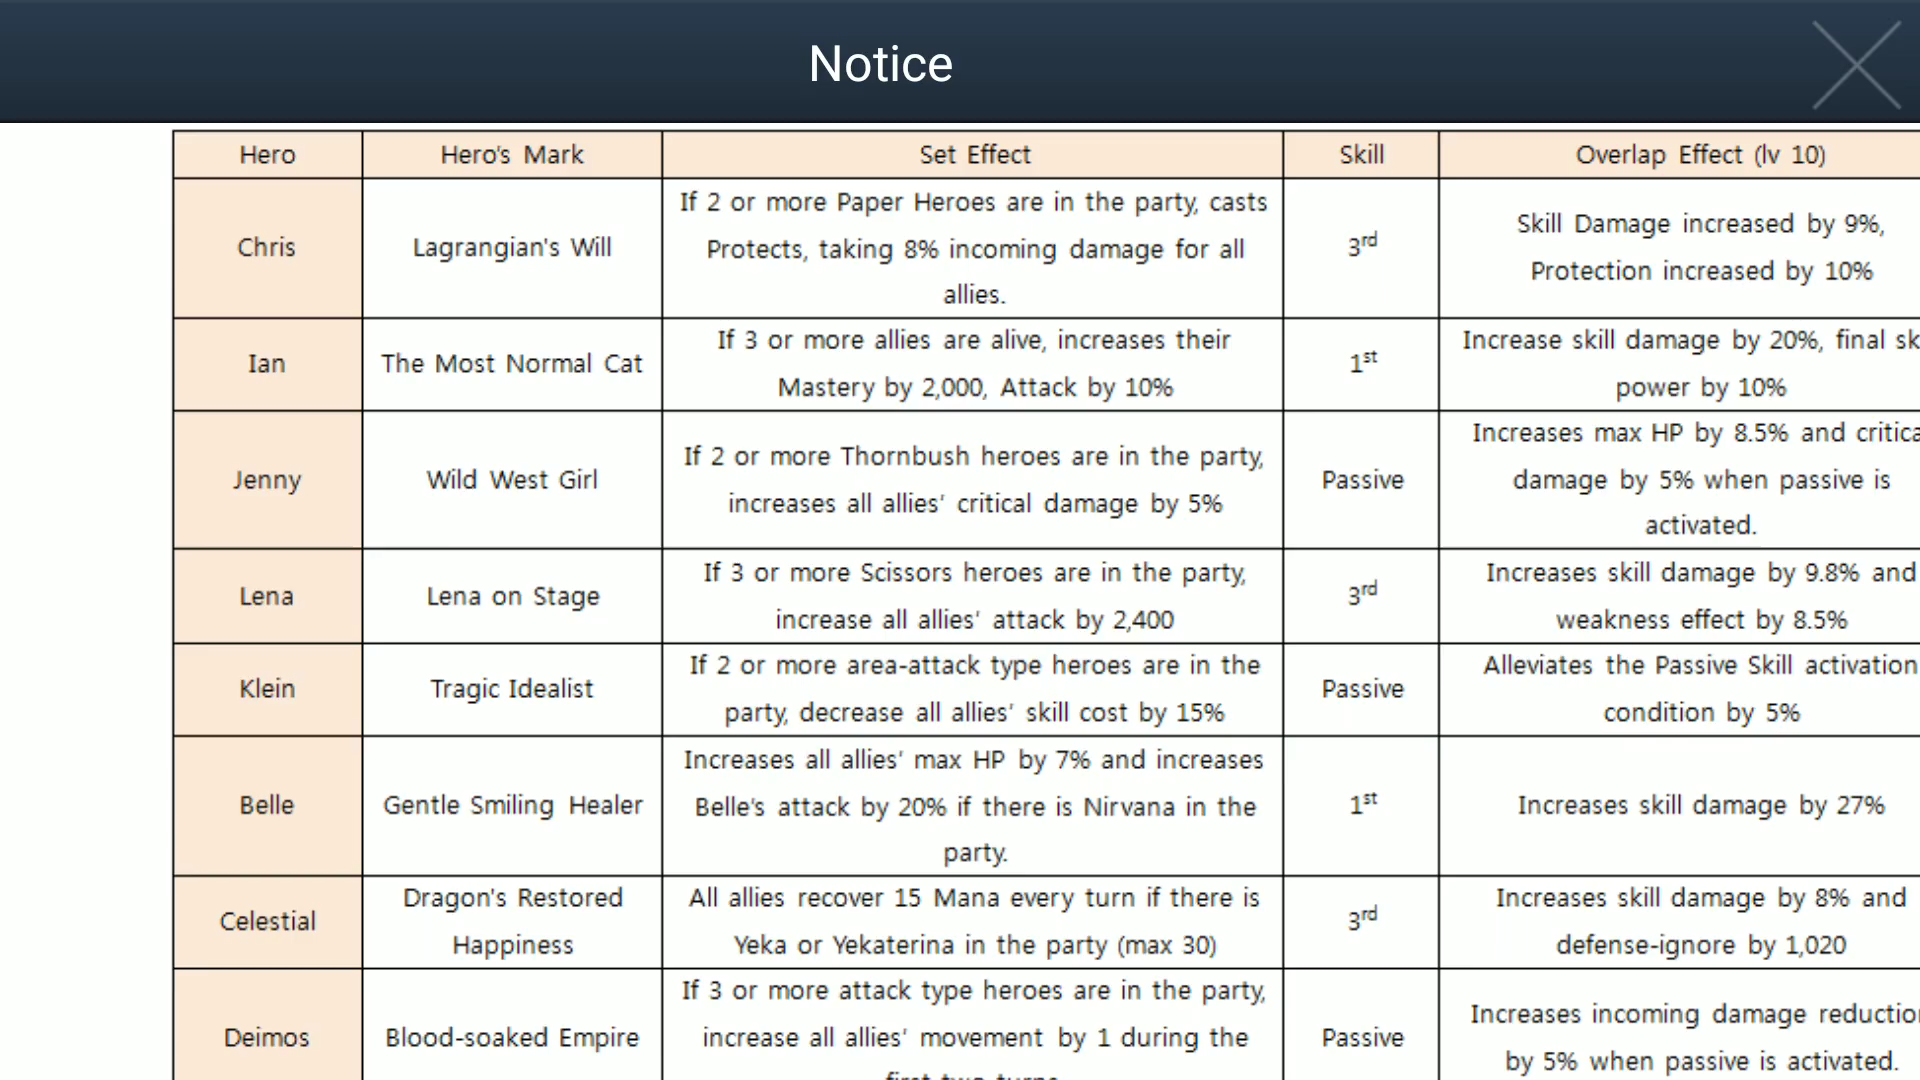 Notice
Hero Hero's Mark Set Effect Skill Overlap Effect (lv 10)
Chris Lagrangian's Will If 2 or more Paper Heroes are in the party, casts
Protects, taking 8% incoming damage for all
allies. 3rd Skill Damage increased by 9%,
Protection increased by 10%
Ian The Most Normal Cat If 3 or more allies are alive, increases their
Mastery by 2,000, Attack by 10% 1st Increase skill damage by 20%, final sk
power by 10%
Jenny Wild West Girl If 2 or more Thornbush heroes are in the party,
increases all allies' critical damage by 5% Passive Increases max HP by 8.5% and critica
damage by 5% when passive is
activated.
Lena Lena on Stage If 3 or more Scissors heroes are in the party,
increase all allies' attack by 2,400 3rd Increases skill damage by 9.8% and
weakness effect by 8.5%
Klein Tragic Idealist If 2 or more area-attack type heroes are in the
party, decrease all allies' skill cost by 15% Passive Alleviates the Passive Skill activation
condition by 5%
Belle Gentle Smiling Healer Increases all allies' max HP by 7% and increases
Belle's attack by 20% if there is Nirvana in the
party. 1st Increases skill damage by 27%
Celestial Dragon's Restored
Happiness All allies recover 15 Mana every turn if there is
Yeka or Yekaterina in the party (max 30) 3rd Increases skill damage by 8% and
defense-ignore by 1,020
Deimos Blood-soaked Empire If 3 or more attack type heroes are in the party,
increase all allies' movement by 1 during the
first two turns Passive Increases incoming damage reductio
by 5% when passive is activated.